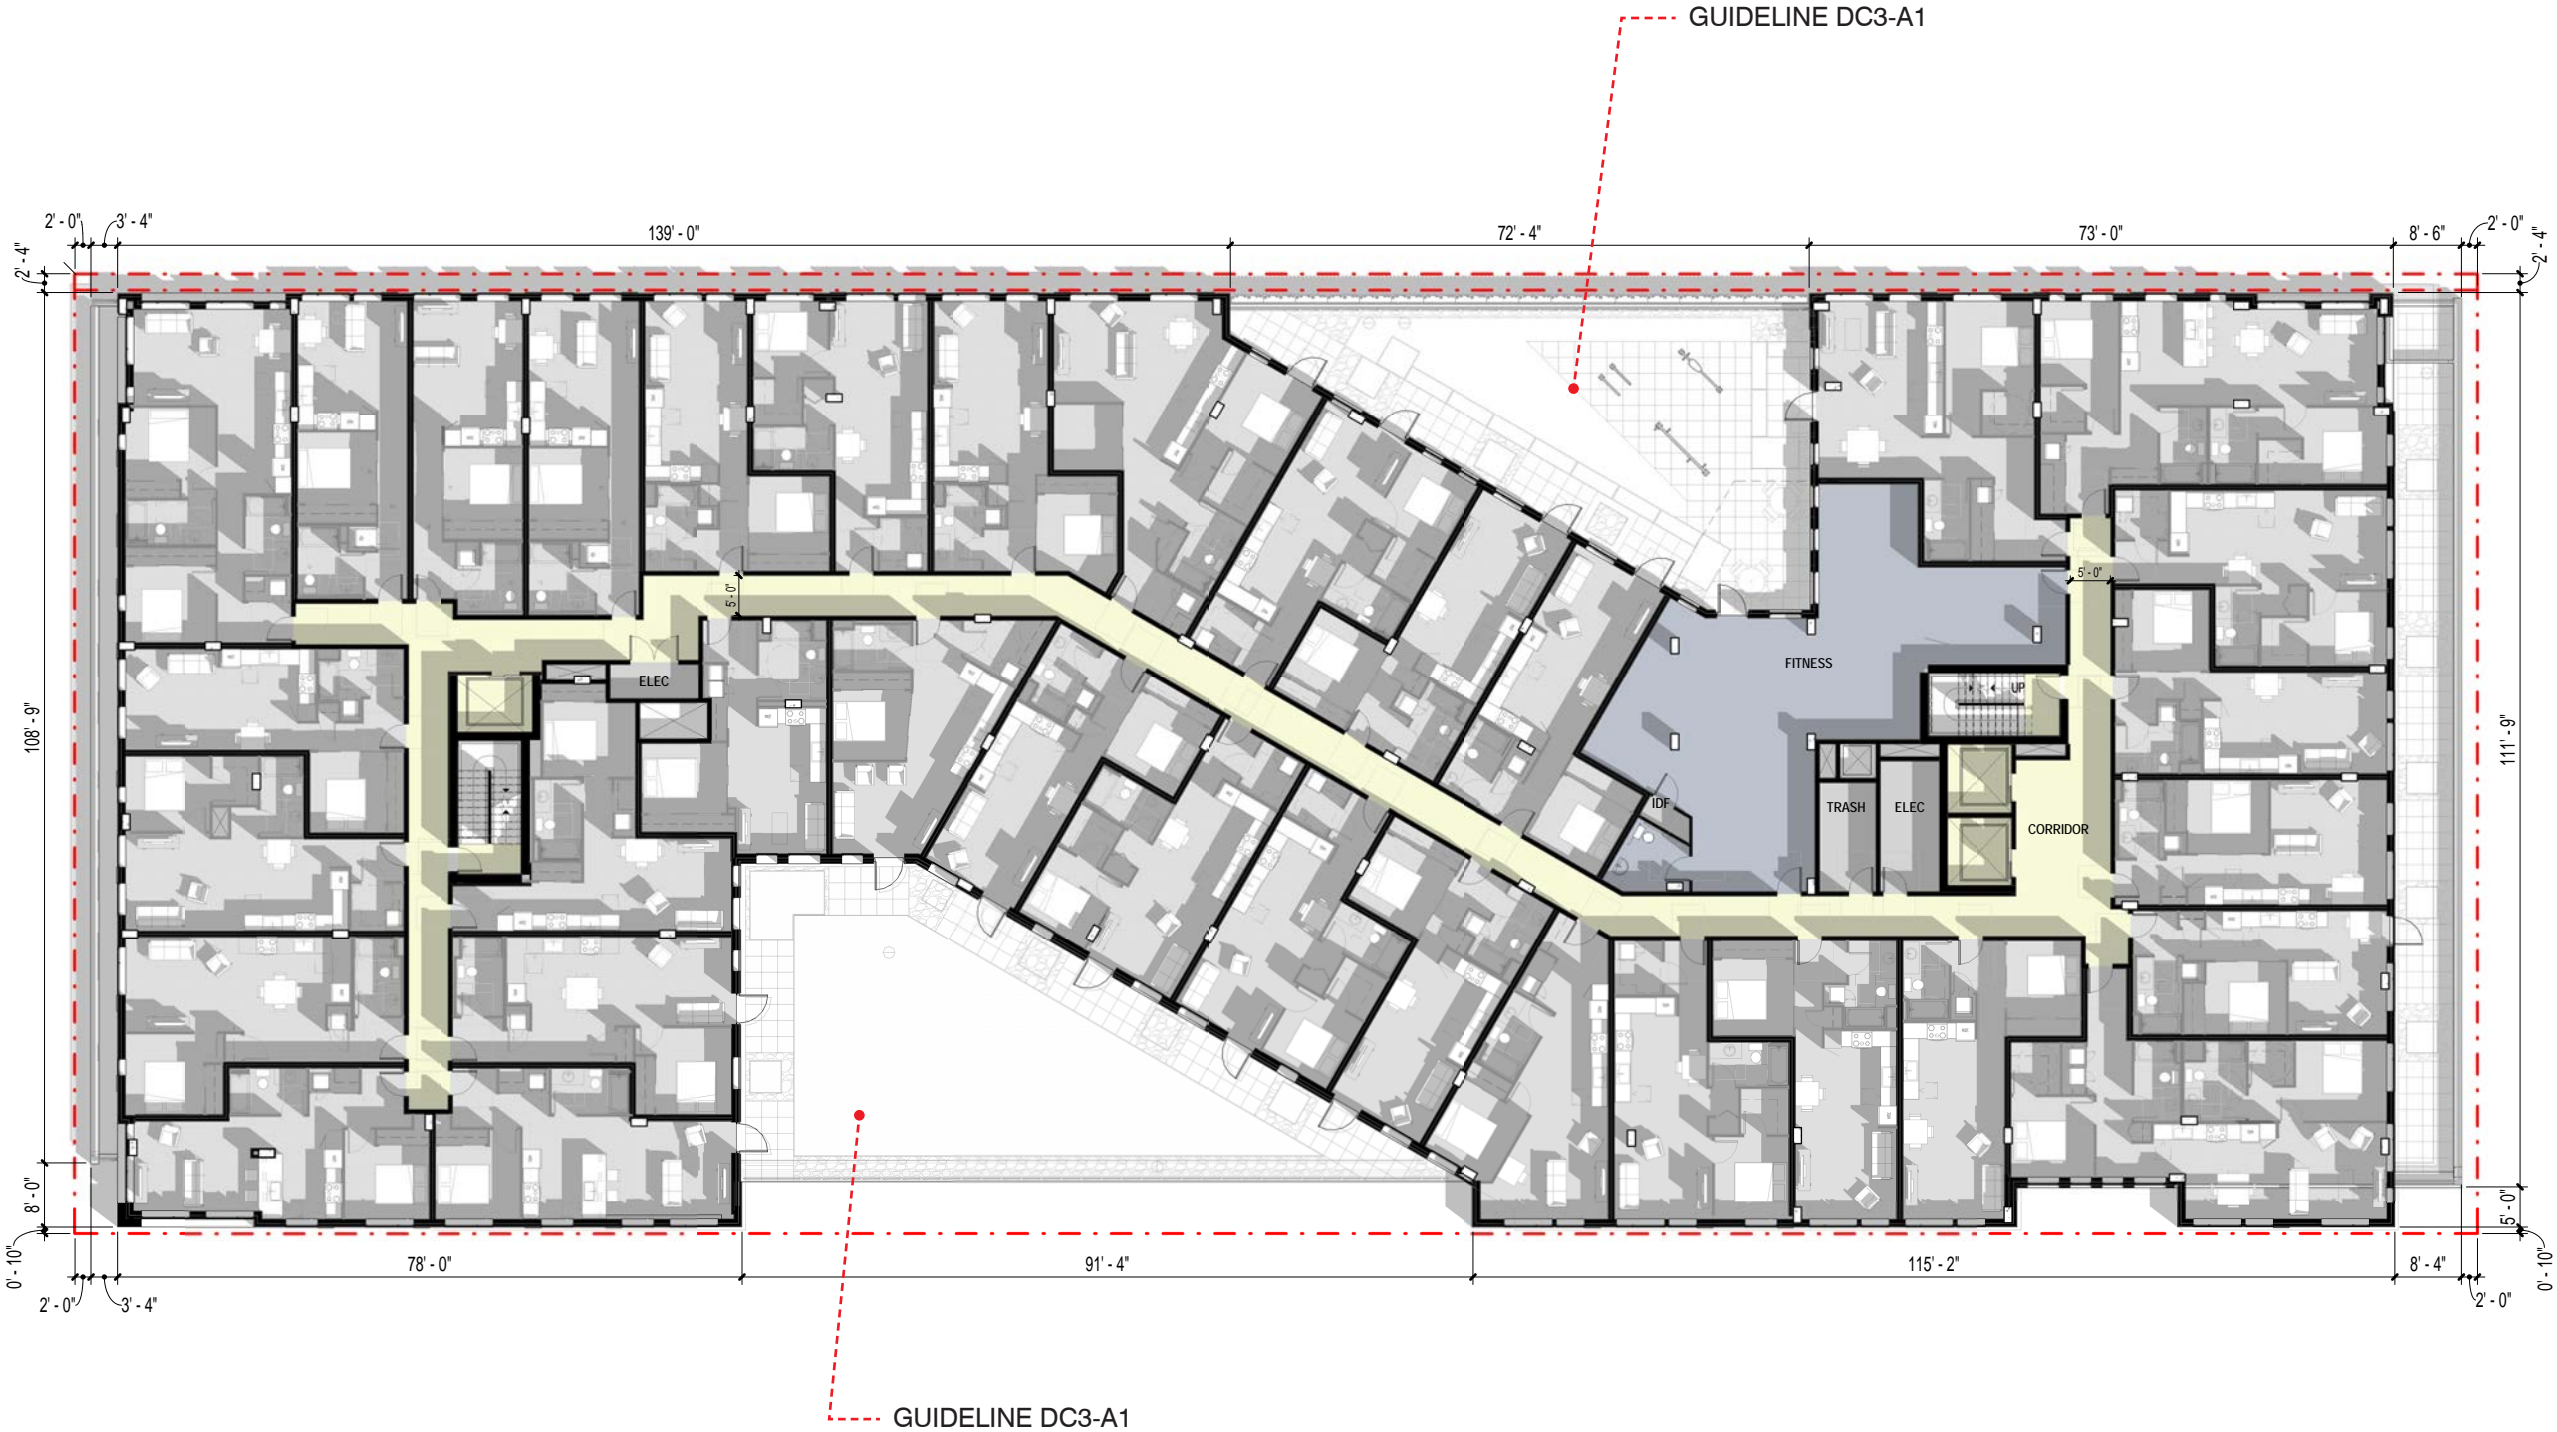 GUIDELINE DC3-A1
2' - 0"
3' - 4"
139' - 0"
72' - 4"
73' - 0"
8' - 6"
2' - 0"
2' - 4"
2' - 4"
5' - 0"
5' - 0"
FITNESS
ELEC
UP
108' - 9"
111' - 9"
IDF
TRASH
ELEC
CORRIDOR
8' - 0"
5' - 0"
0' - 10"
0' - 10"
78' - 0"
91' - 4"
115' - 2"
8' - 4"
2' - 0"
3' - 4"
2' - 0"
GUIDELINE DC3-A1